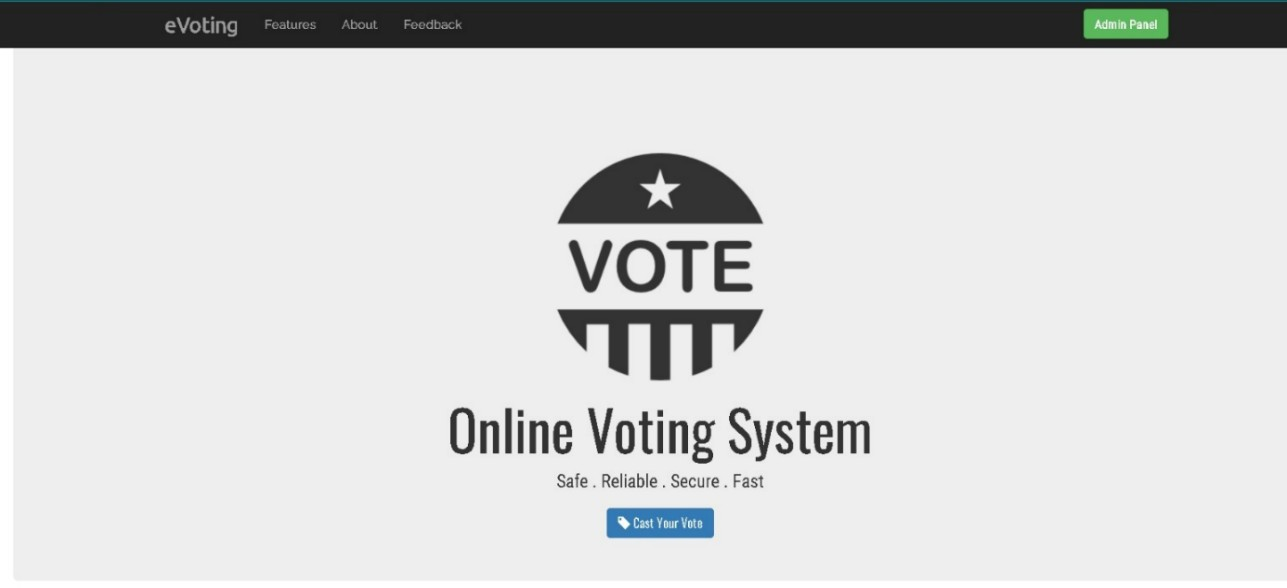 eVoting Features About Feedback Admin Panel
VOTE
Online Voting System
Safe . Reliable . Secure . Fast
Cast Your Vote